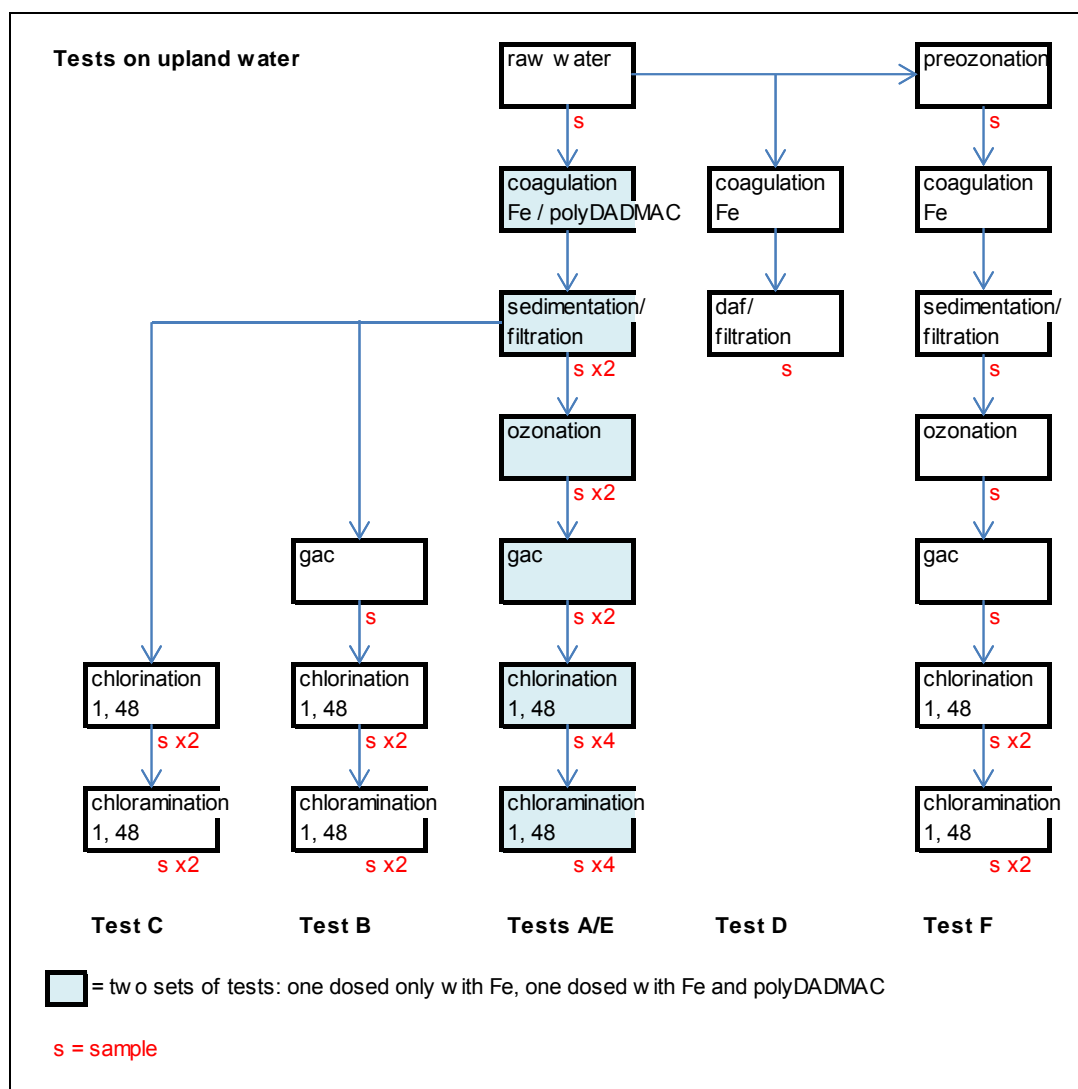 Tests on upland water
raw water
preozonation
s
s
coagulation
Fe / polyDADMAC
coagulation
Fe
coagulation
Fe
sedimentation/
filtration
daf/
filtration
sedimentation/
filtration
s x2
s
s
ozonation
ozonation
s x2
s
gac
gac
gac
s
s x2
s
chlorination
1, 48
chlorination
1, 48
chlorination
1, 48
chlorination
1, 48
s x2
s x2
s x4
s x2
chloramination
1, 48
chloramination
1, 48
chloramination
1, 48
chloramination
1, 48
s x2
s x2
s x4
s x2
Test C
Test B
Tests A/E
Test D
Test F
= two sets of tests: one dosed only with Fe, one dosed with Fe and polyDADMAC
s = sample